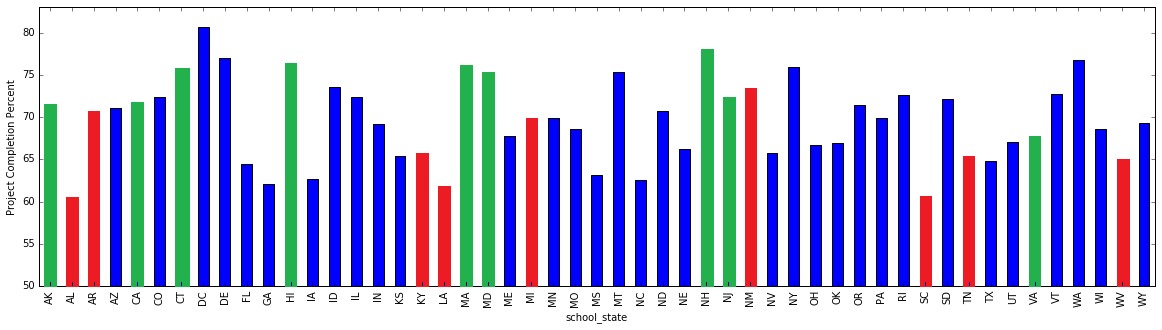 Project Completion Percent
80
75
70
65
60
55
50
AK AL AR AZ CA CO CT DC DE FL GA HI IA ID IL IN KS KY LA MA MD ME MI MN MO MS MT NC ND NE NH NJ NM NV NY OH OK OR PA RI SC SD TN TX UT VA VT WA WI WV WY
school_state